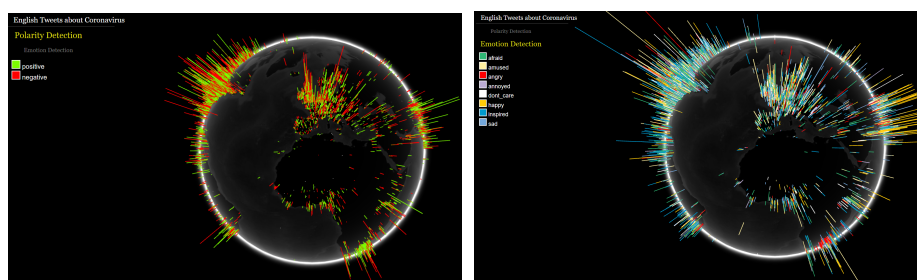 English Tweets about Coronavirus
Polarity Detection
Emotion Detection
positive
negative
English Tweets about Coronavirus
Polarity Detection
Emotion Detection
afraid
amused
angry
annoyed
dont_care
happy
inspired
sad